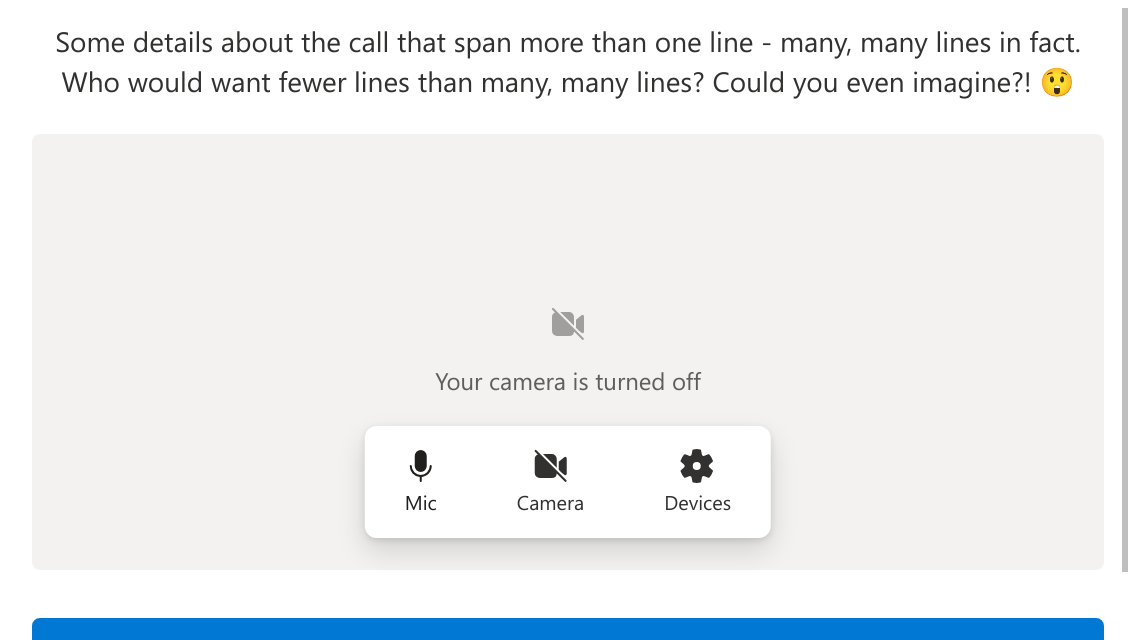 Some details about the call that span more than one line - many, many lines in fact.
Who would want fewer lines than many, many lines? Could you even imagine?! 😲
Your camera is turned off
Mic
Camera
Devices